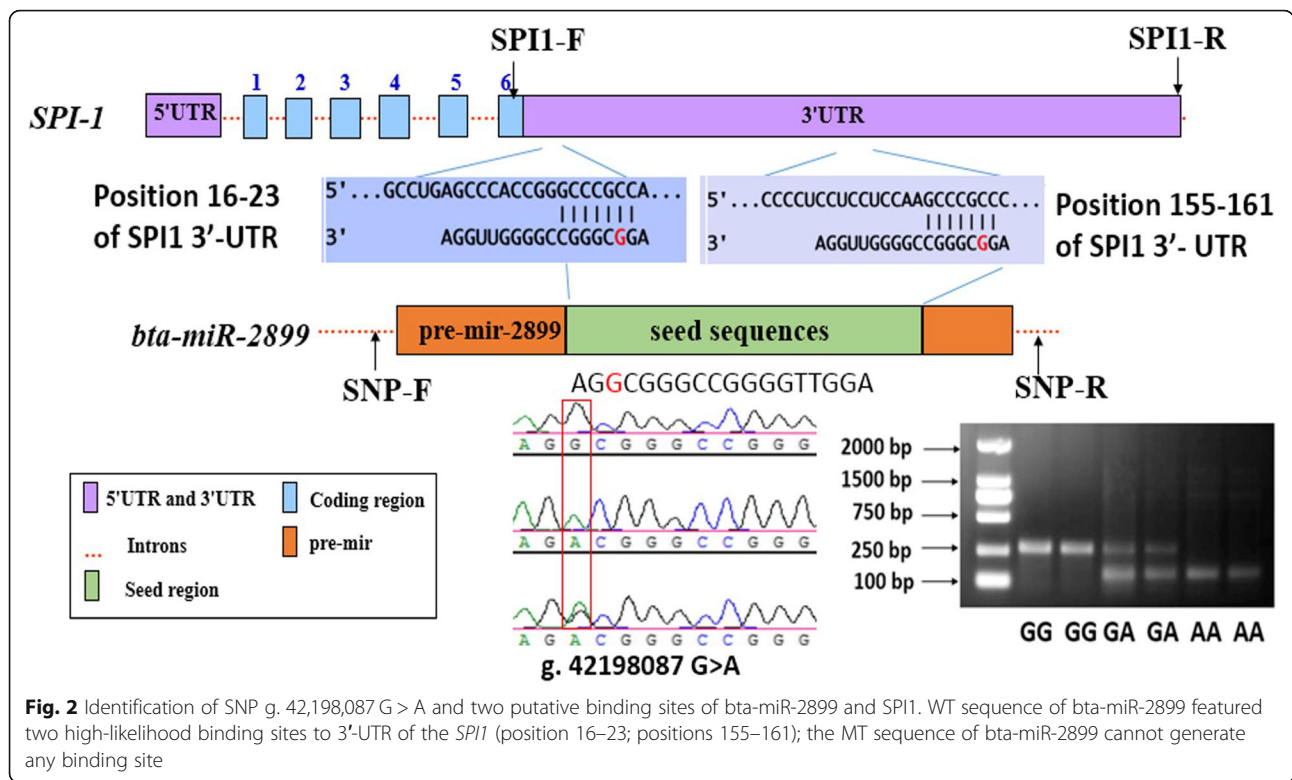 SPI1-F
SPI1-R
1 2 3 4 5 6
SPI-1
5'UTR
3'UTR
Position 16-23
of SPI1 3'-UTR
5'...GCCUGAGCCCACCGGGCCCGCCA...
3' AGGUUGGGGCCGGGCGGA
5'...CCCCUCCUCCUCCAAGCCCGCCC...
3' AGGUUGGGGCCGGGCGGA
Position 155-161
of SPI1 3'- UTR
bta-miR-2899
pre-mir-2899
seed sequences
SNP-F
SNP-R
AGGCGGGCCGGGGTTGGA
A G G C G G G C C G G G
A G A C G G G C C G G G
A G A C G G G C C G G G
g. 42198087 G>A
5'UTR and 3'UTR
Coding region
Introns
pre-mir
Seed region
2000 bp
1500 bp
750 bp
250 bp
100 bp
GG GG GA GA AA AA
Fig. 2 Identification of SNP g. 42,198,087 G > A and two putative binding sites of bta-miR-2899 and SPI1. WT sequence of bta-miR-2899 featured
two high-likelihood binding sites to 3′-UTR of the SPI1 (position 16–23; positions 155–161); the MT sequence of bta-miR-2899 cannot generate
any binding site